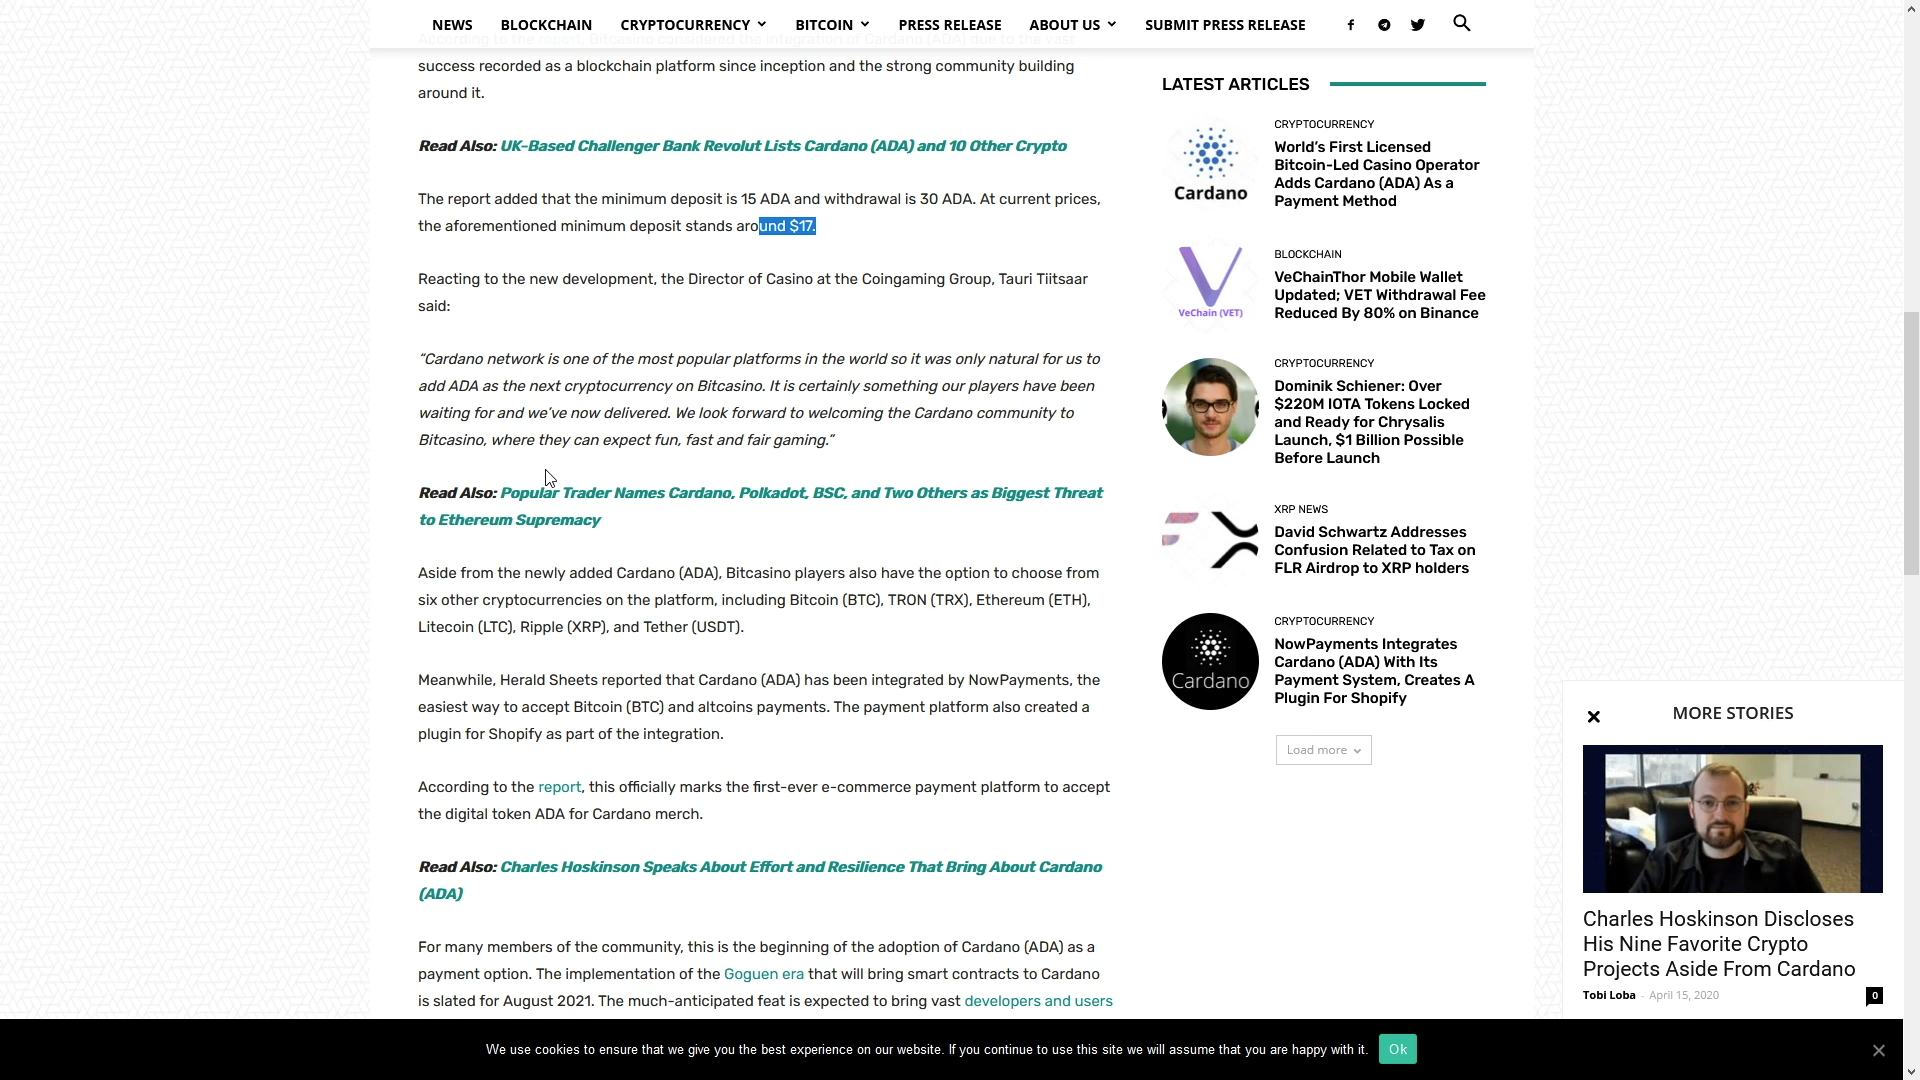 NEWS BLOCKCHAIN CRYPTOCURRENCY BITCOIN PRESS RELEASE ABOUT US SUBMIT PRESS RELEASE
According to the report, Bitcasino considered the integration of Cardano (ADA) due to the vast
success recorded as a blockchain platform since inception and the strong community building
around it.
Read Also: UK-Based Challenger Bank Revolut Lists Cardano (ADA) and 10 Other Crypto
The report added that the minimum deposit is 15 ADA and withdrawal is 30 ADA. At current prices,
the aforementioned minimum deposit stands around $17.
Reacting to the new development, the Director of Casino at the Coingaming Group, Tauri Tiitsaar
said:
“Cardano network is one of the most popular platforms in the world so it was only natural for us to
add ADA as the next cryptocurrency on Bitcasino. It is certainly something our players have been
waiting for and we’ve now delivered. We look forward to welcoming the Cardano community to
Bitcasino, where they can expect fun, fast and fair gaming.”
Read Also: Popular Trader Names Cardano, Polkadot, BSC, and Two Others as Biggest Threat
to Ethereum Supremacy
Aside from the newly added Cardano (ADA), Bitcasino players also have the option to choose from
six other cryptocurrencies on the platform, including Bitcoin (BTC), TRON (TRX), Ethereum (ETH),
Litecoin (LTC), Ripple (XRP), and Tether (USDT).
Meanwhile, Herald Sheets reported that Cardano (ADA) has been integrated by NowPayments, the
easiest way to accept Bitcoin (BTC) and altcoins payments. The payment platform also created a
plugin for Shopify as part of the integration.
According to the report, this officially marks the first-ever e-commerce payment platform to accept
the digital token ADA for Cardano merch.
Read Also: Charles Hoskinson Speaks About Effort and Resilience That Bring About Cardano
(ADA)
For many members of the community, this is the beginning of the adoption of Cardano (ADA) as a
payment option. The implementation of the Goguen era that will bring smart contracts to Cardano
is slated for August 2021. The much-anticipated feat is expected to bring vast developers and users
LATEST ARTICLES
Cardano
CRYPTOCURRENCY
World’s First Licensed
Bitcoin-Led Casino Operator
Adds Cardano (ADA) As a
Payment Method
VeChain (VET)
BLOCKCHAIN
VeChainThor Mobile Wallet
Updated; VET Withdrawal Fee
Reduced By 80% on Binance
CRYPTOCURRENCY
Dominik Schiener: Over
$220M IOTA Tokens Locked
and Ready for Chrysalis
Launch, $1 Billion Possible
Before Launch
XRP NEWS
David Schwartz Addresses
Confusion Related to Tax on
FLR Airdrop to XRP holders
Cardano
CRYPTOCURRENCY
NowPayments Integrates
Cardano (ADA) With Its
Payment System, Creates A
Plugin For Shopify
Load more
MORE STORIES
Charles Hoskinson Discloses
His Nine Favorite Crypto
Projects Aside From Cardano
Tobi Loba - April 15, 2020 0
We use cookies to ensure that we give you the best experience on our website. If you continue to use this site we will assume that you are happy with it. Ok